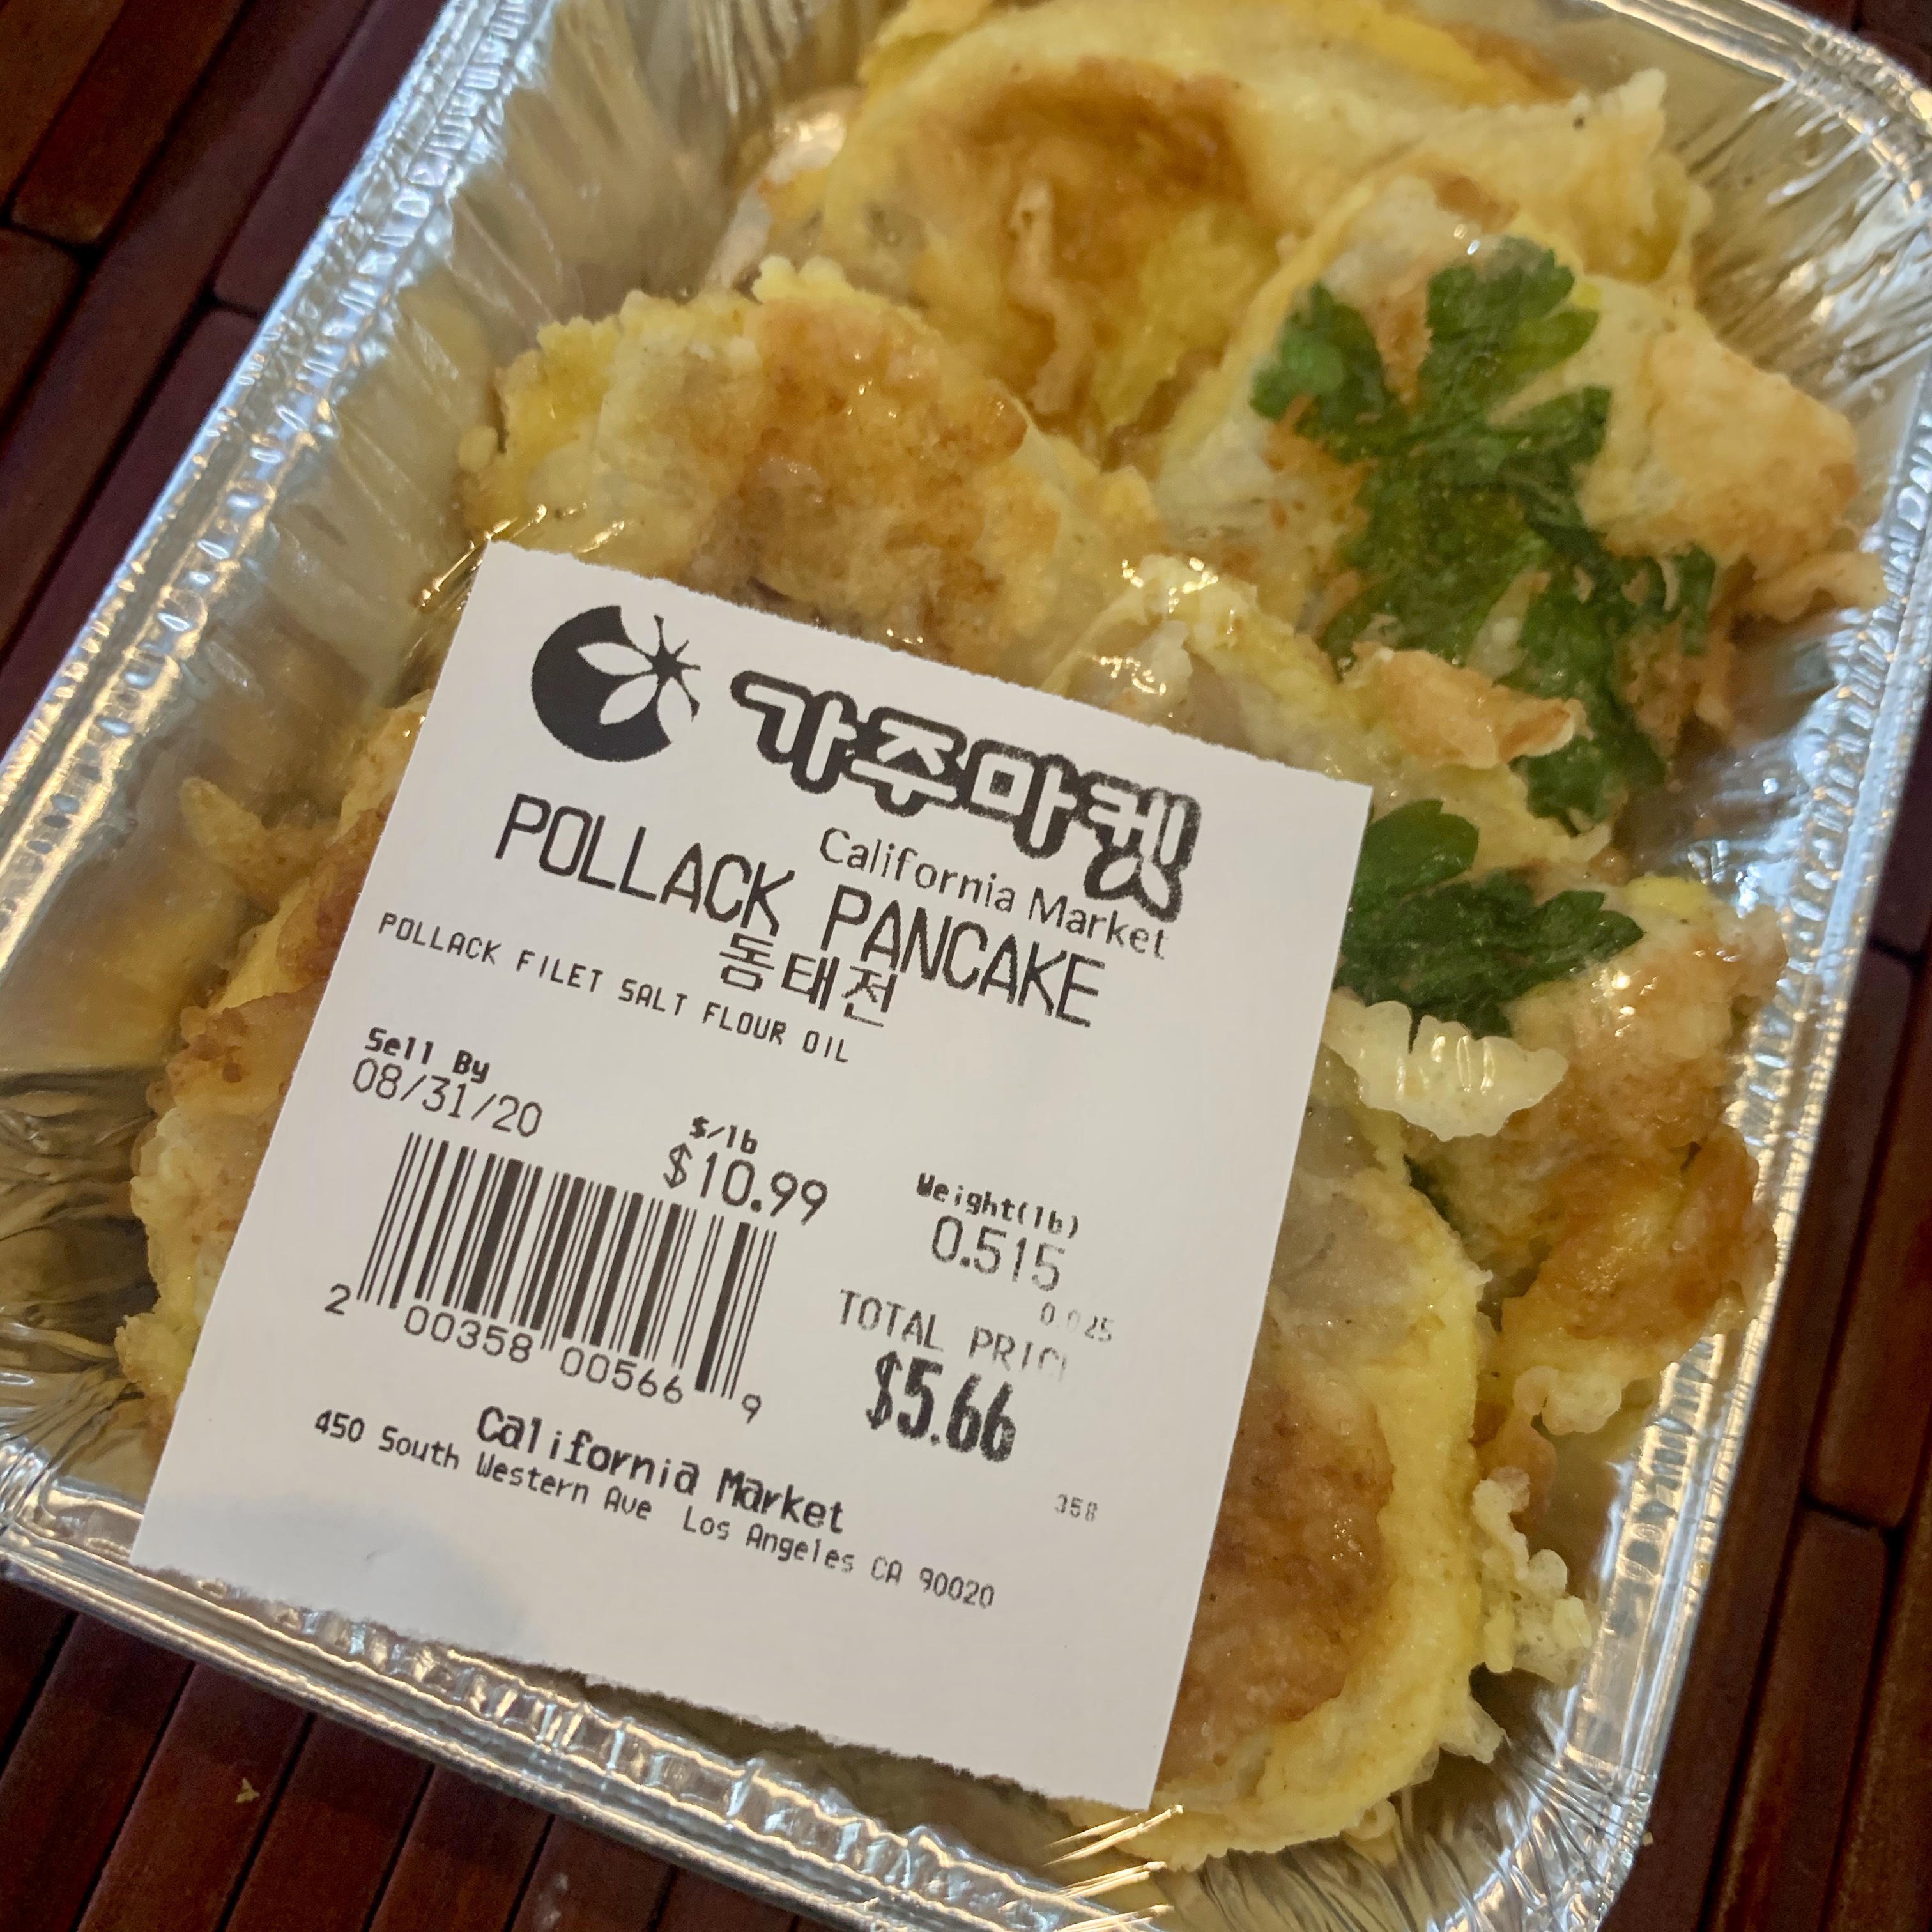 가주마켓
California Market
POLLACK PANCAKE
동태전
POLLACK FILET SALT FLOUR OIL
Sell By
08/31/20
$/lb
$10.99
Weight(lb)
0.515
0.025
TOTAL PRICE
$5.66
2 00358 00566 9
358
California Market
450 South Western Ave Los Angeles CA 90020